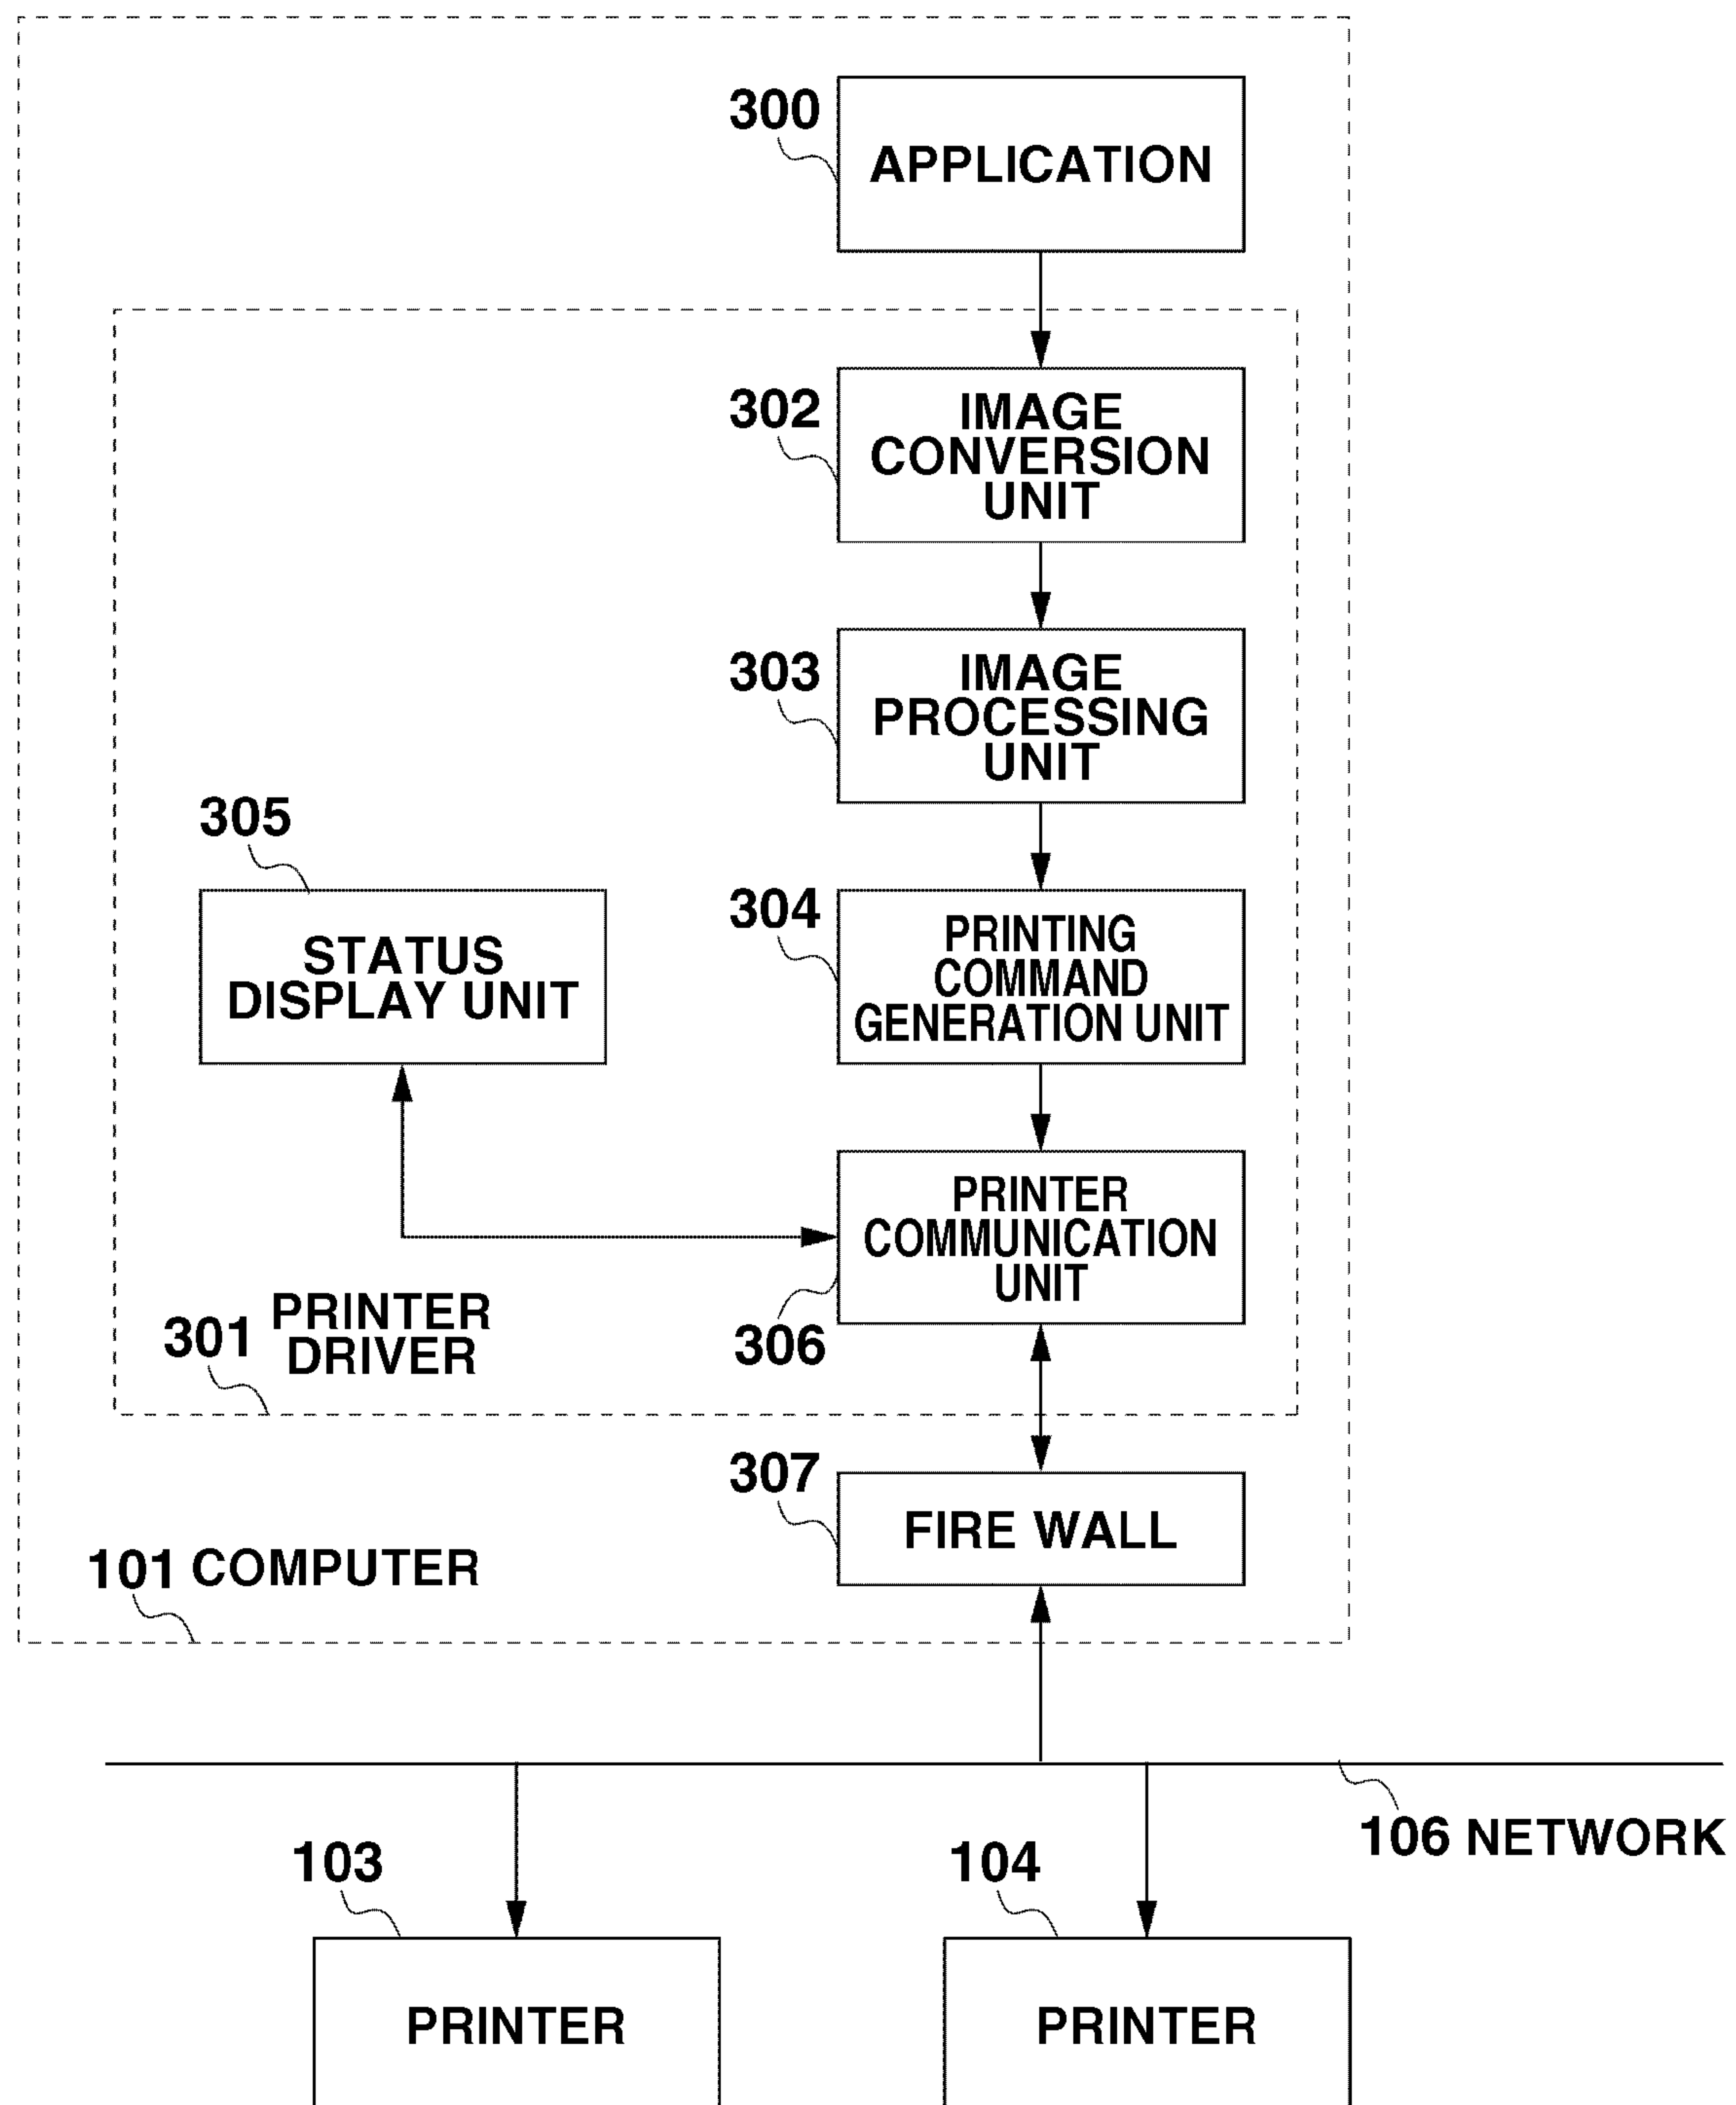 300
APPLICATION
302
IMAGE
CONVERSION
UNIT
303
IMAGE
PROCESSING
UNIT
305
STATUS
DISPLAY UNIT
304
PRINTING
COMMAND
GENERATION UNIT
PRINTER
COMMUNICATION
UNIT
306
301 PRINTER
DRIVER
307
FIRE WALL
101 COMPUTER
106 NETWORK
103
PRINTER
104
PRINTER